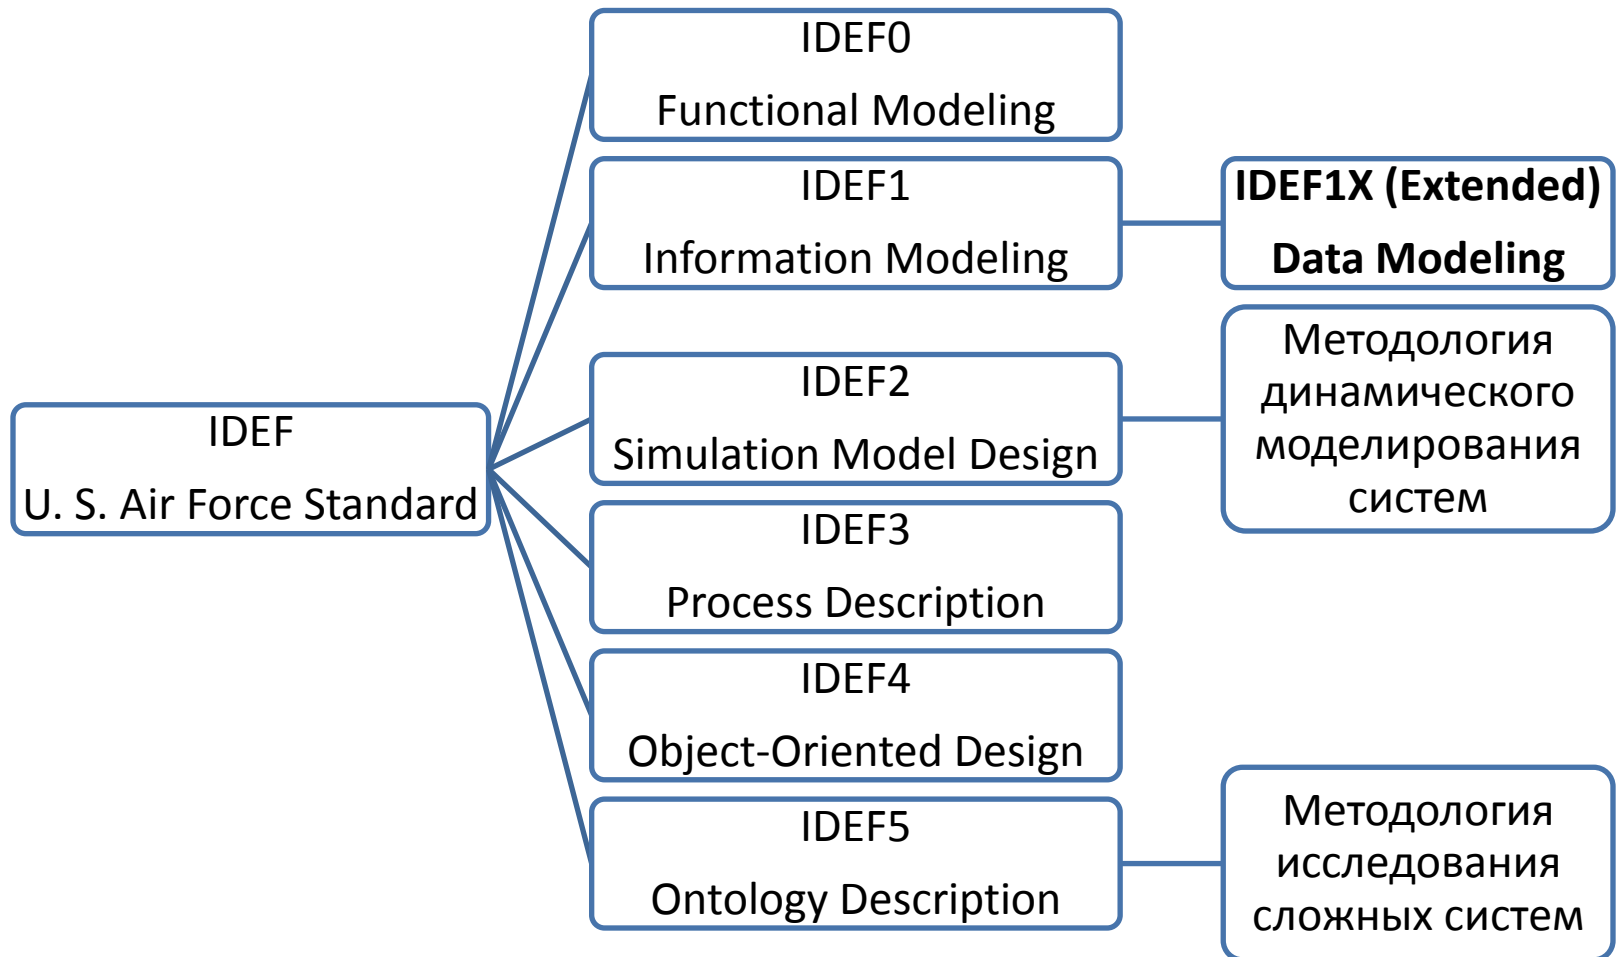 IDEF
U. S. Air Force Standard
IDEF0
Functional Modeling
IDEF1
Information Modeling
IDEF1X (Extended)
Data Modeling
IDEF2
Simulation Model Design
Методология
динамического
моделирования
систем
IDEF3
Process Description
IDEF4
Object-Oriented Design
IDEF5
Ontology Description
Методология
исследования
сложных систем